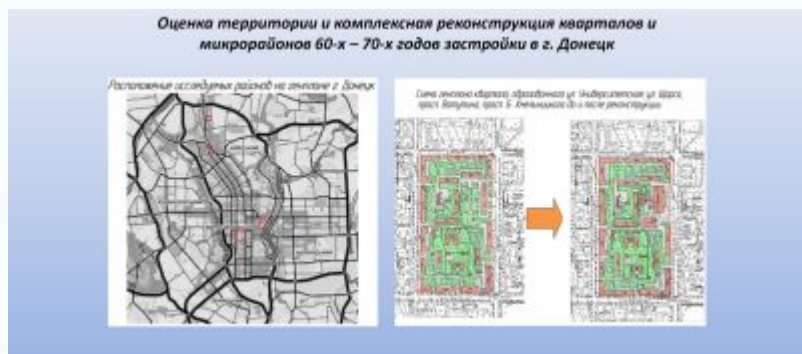 Оценка территории и комплексная реконструкция кварталов и
микрорайонов 60-х – 70-х годов застройки в г. Донецк
Расположение исследуемых районов на генплане г. Донецк
Схема генплана квартала, образованного ул. Университетская, ул. Щорса,
просп. Ватутина, просп. Б. Хмельницкого до и после реконструкции